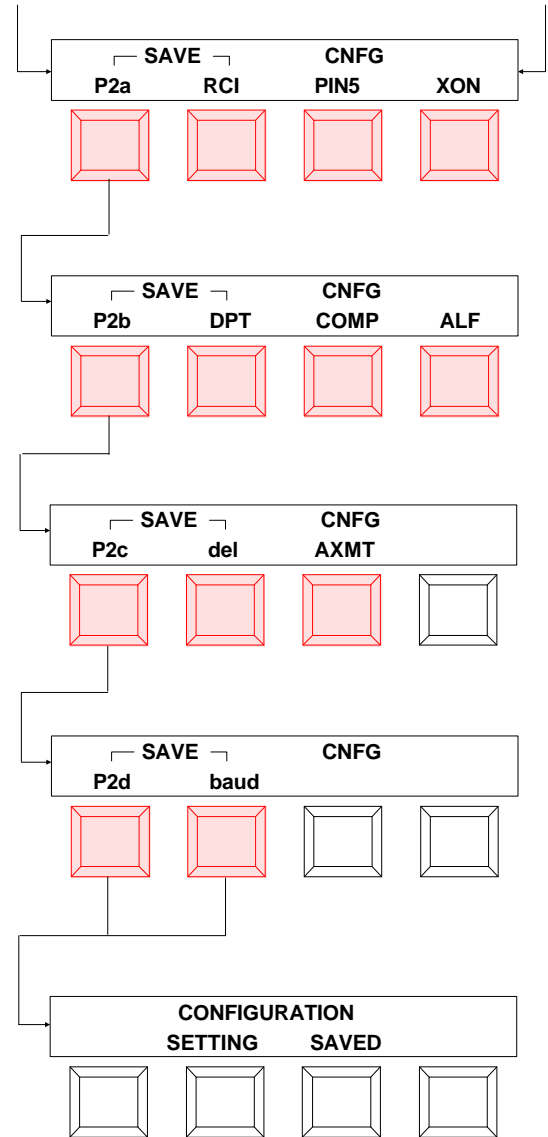 SAVE CNFG
P2a RCI PIN5 XON
SAVE CNFG
P2b DPT COMP ALF
SAVE CNFG
P2c del AXMT
SAVE CNFG
P2d baud
CONFIGURATION
SETTING SAVED